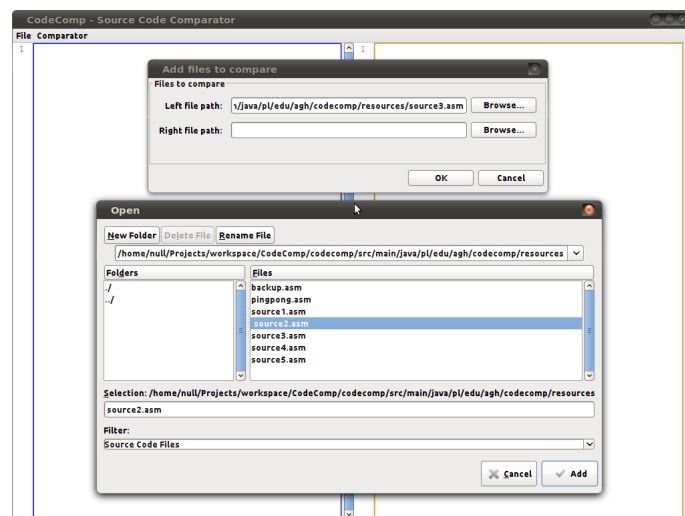 CodeComp - Source Code Comparator
File Comparator
1
1
Add files to compare
Files to compare
Left file path: ı/java/pl/edu/agh/codecomp/resources/source3.asm Browse...
Right file path: Browse...
OK Cancel
Open
New Folder Delete File Rename File
/home/null/Projects/workspace/CodeComp/codecomp/src/main/java/pl/edu/agh/codecomp/resources
Folders Files
./ backup.asm
../ pingpong.asm
source1.asm
source2.asm
source3.asm
source4.asm
source5.asm
Selection: /home/null/Projects/workspace/CodeComp/codecomp/src/main/java/pl/edu/agh/codecomp/resources
source2.asm
Filter:
Source Code Files
Cancel Add